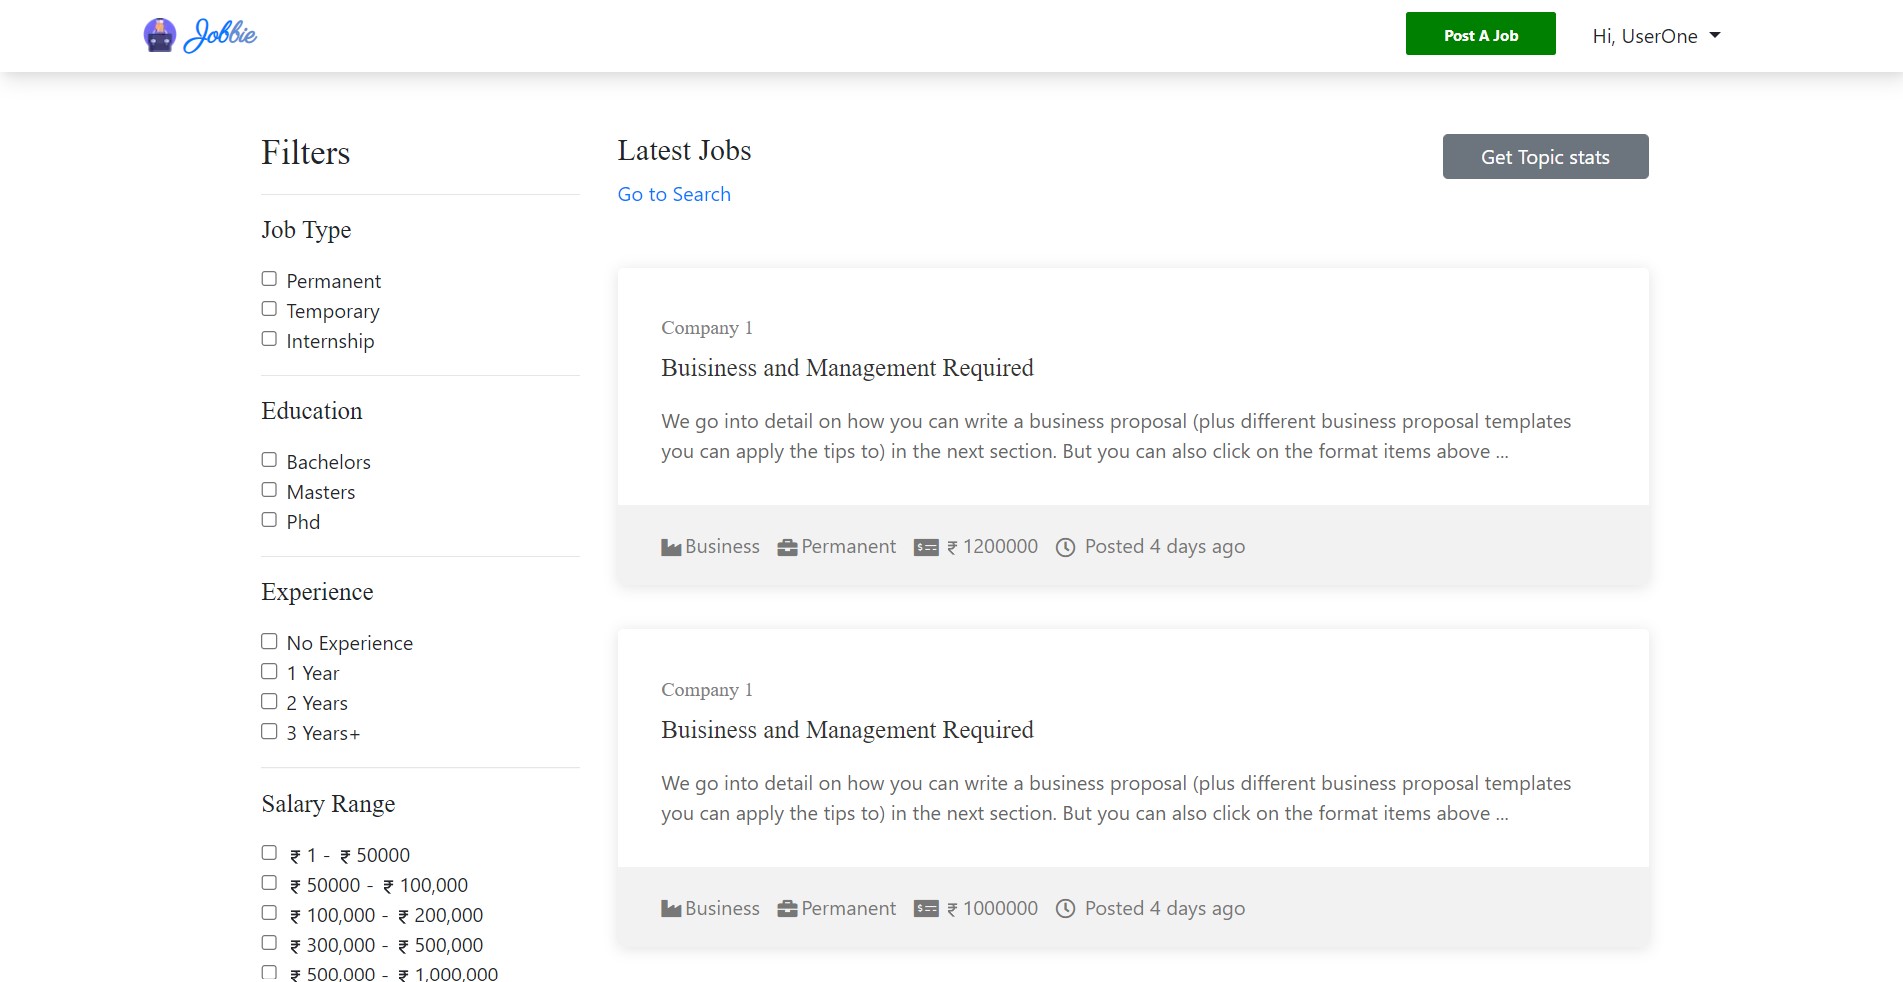 Jobbie
Post A Job
Hi, UserOne
Filters
Job Type
Permanent
Temporary
Internship
Education
Bachelors
Masters
Phd
Experience
No Experience
1 Year
2 Years
3 Years+
Salary Range
₹ 1 - ₹ 50000
₹ 50000 - ₹ 100,000
₹ 100,000 - ₹ 200,000
₹ 300,000 - ₹ 500,000
₹ 500,000 - ₹ 1,000,000
Latest Jobs
Get Topic stats
Go to Search
Company 1
Buisiness and Management Required
We go into detail on how you can write a business proposal (plus different business proposal templates
you can apply the tips to) in the next section. But you can also click on the format items above ...
Business Permanent ₹ 1200000 Posted 4 days ago
Company 1
Buisiness and Management Required
We go into detail on how you can write a business proposal (plus different business proposal templates
you can apply the tips to) in the next section. But you can also click on the format items above ...
Business Permanent ₹ 1000000 Posted 4 days ago